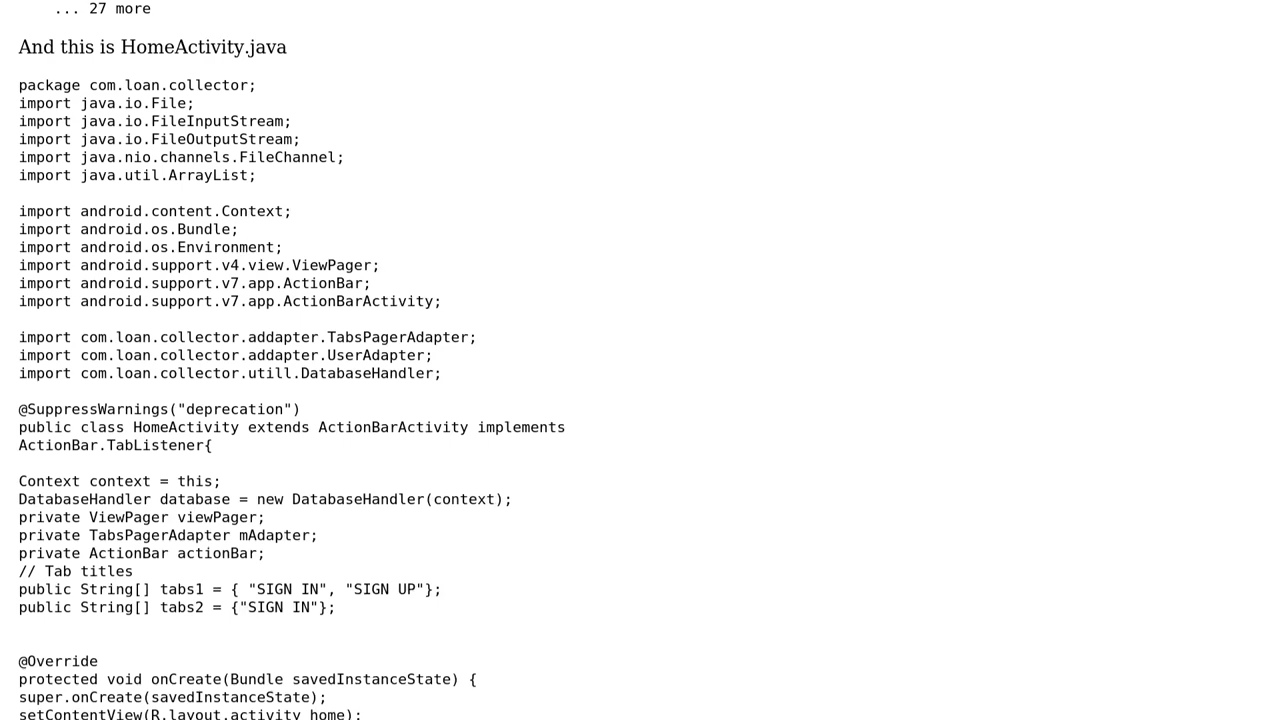 ... 27 more
And this is HomeActivity.java
package com.loan.collector;
import java.io.File;
import java.io.FileInputStream;
import java.io.FileOutputStream;
import java.nio.channels.FileChannel;
import java.util.ArrayList;
import android.content.Context;
import android.os.Bundle;
import android.os.Environment;
import android.support.v4.view.ViewPager;
import android.support.v7.app.ActionBar;
import android.support.v7.app.ActionBarActivity;
import com.loan.collector.addapter.TabsPagerAdapter;
import com.loan.collector.addapter.UserAdapter;
import com.loan.collector.utill.DatabaseHandler;
@SuppressWarnings("deprecation")
public class HomeActivity extends ActionBarActivity implements
ActionBar.TabListener{
Context context = this;
DatabaseHandler database = new DatabaseHandler(context);
private ViewPager viewPager;
private TabsPagerAdapter mAdapter;
private ActionBar actionBar;
// Tab titles
public String[] tabs1 = { "SIGN IN", "SIGN UP"};
public String[] tabs2 = {"SIGN IN"};
@Override
protected void onCreate(Bundle savedInstanceState) {
super.onCreate(savedInstanceState);
setContentView(R.layout.activity_home);